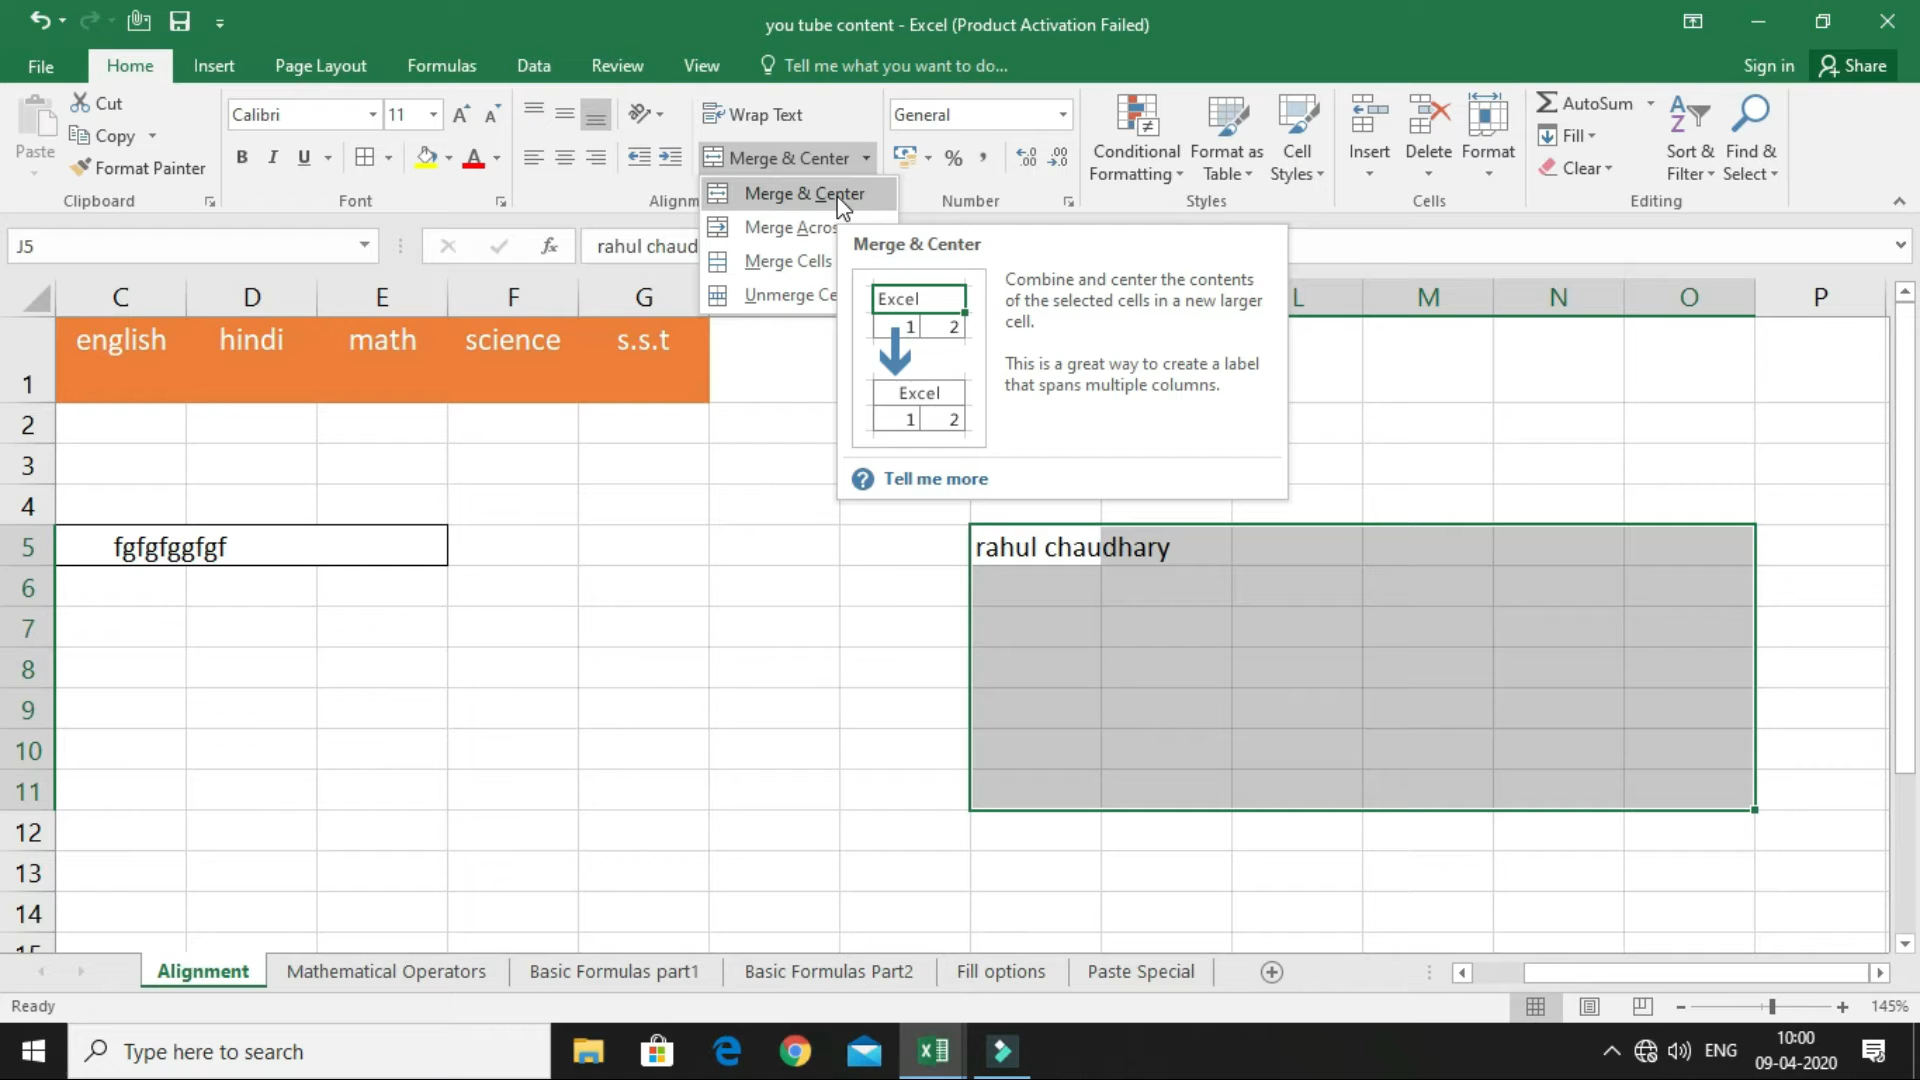 you tube content - Excel (Product Activation Failed)
File Home Insert Page Layout Formulas Data Review View Tell me what you want to do... Sign in Share
Cut
Copy
Format Painter
Paste
Clipboard
Calibri 11
B I U A
Font
Wrap Text
Merge & Center
Alignm
General
% , .00 .0
Number
Conditional Formatting
Format as Table
Cell Styles
Styles
Insert Delete Format
Cells
AutoSum
Fill
Clear
Sort & Filter
Find & Select
Editing
Merge & Center
Merge Acros
Merge Cells
Unmerge Ce
Merge & Center
Combine and center the contents
of the selected cells in a new larger
cell.
This is a great way to create a label
that spans multiple columns.
Excel
1 2
Excel
1 2
Tell me more
J5 fx rahul chaud
C D E F G L M N O P
1 english hindi math science s.s.t
2
3
4
5 fgfgfggfgf rahul chaudhary
6
7
8
9
10
11
12
13
14
15
Alignment Mathematical Operators Basic Formulas part1 Basic Formulas Part2 Fill options Paste Special
Ready 145%
Type here to search
ENG
10:00
09-04-2020